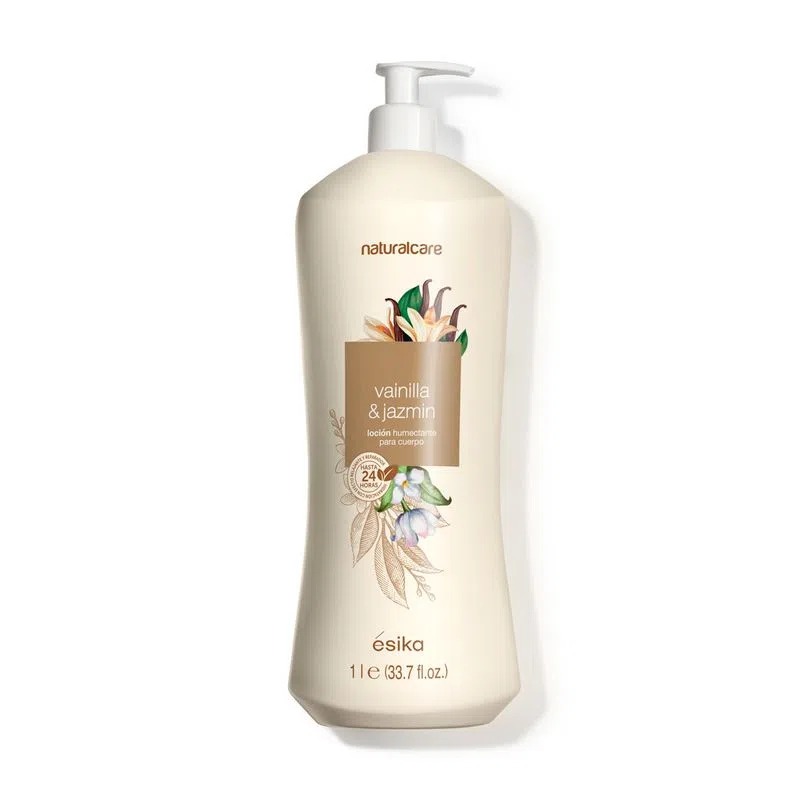 naturalcare
vainilla
& jazmin
loción humectante
para cuerpo
HASTA
24
HORAS
ésika
1 l e (33.7 fl.oz.)